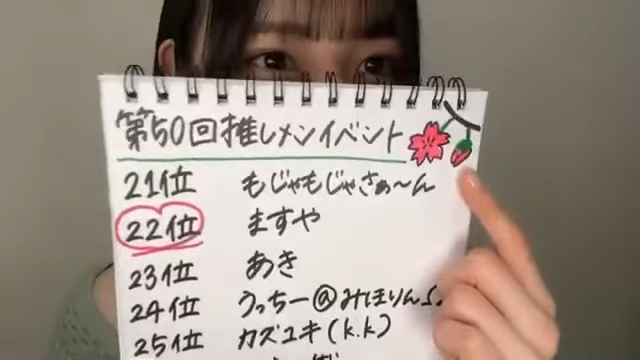 第50回推しメンイベント
21位 もじゃもじゃさぁ〜ん
22位 ますや
23位 あき
24位 うっちー@みほりん
25位 カズユキ(k.k)